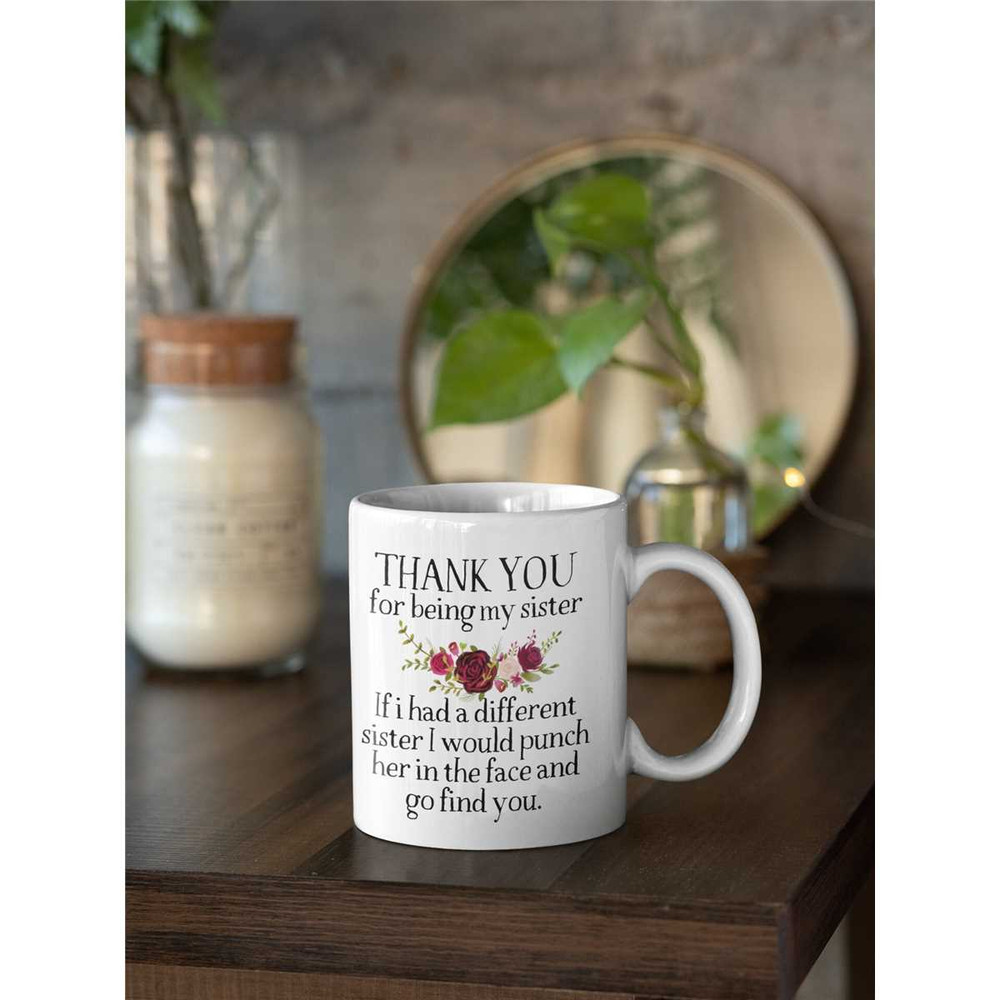 THANK YOU
for being my sister
If i had a different
sister I would punch
her in the face and
go find you.